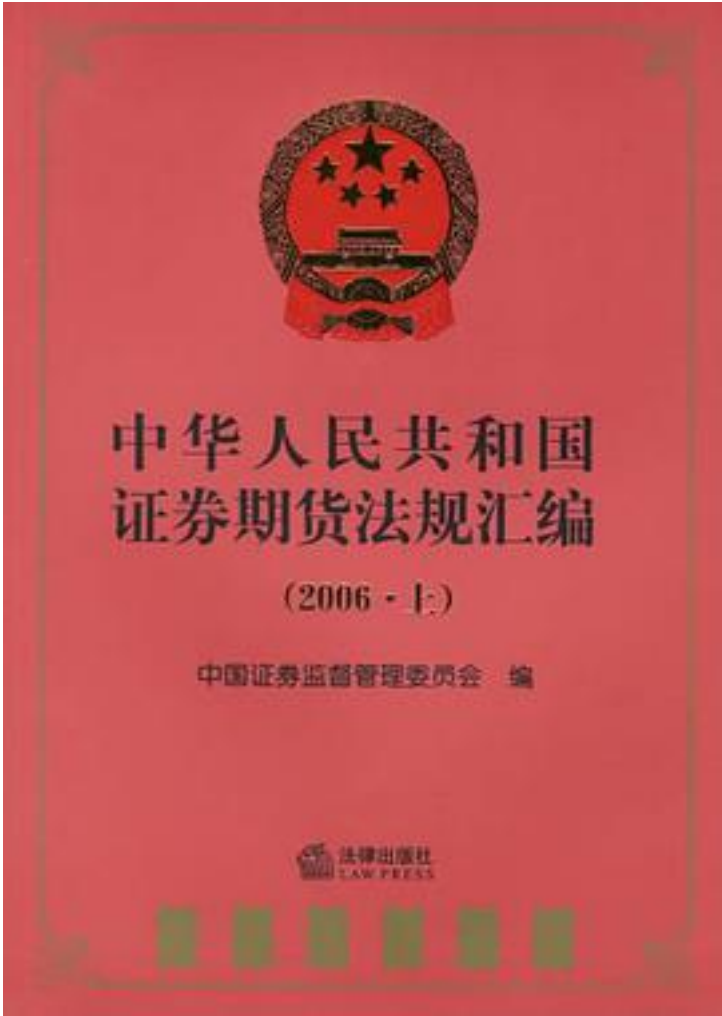 中华人民共和国
证券期货法规汇编
（2006·上）
中国证券监督管理委员会 编
法律出版社
LAW PRESS